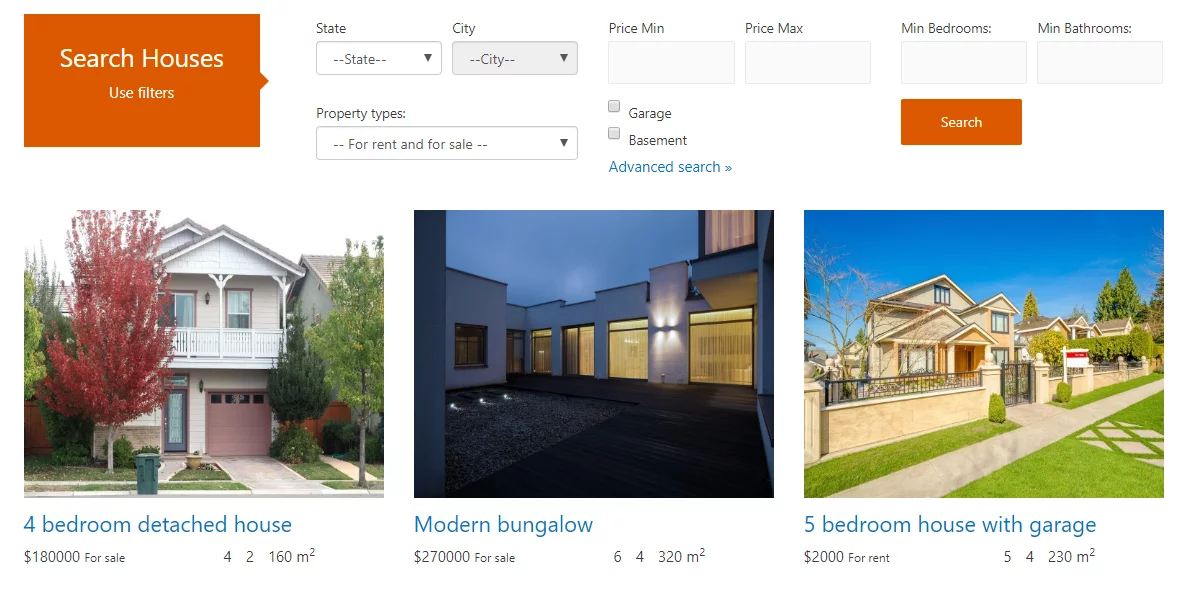 Search Houses
Use filters
State
City
--State--
--City--
Property types:
-- For rent and for sale --
Price Min
Price Max
Garage
Basement
Advanced search »
Min Bedrooms:
Min Bathrooms:
Search
4 bedroom detached house
$180000 For sale 4 2 160 m²
Modern bungalow
$270000 For sale 6 4 320 m²
5 bedroom house with garage
$2000 For rent 5 4 230 m²